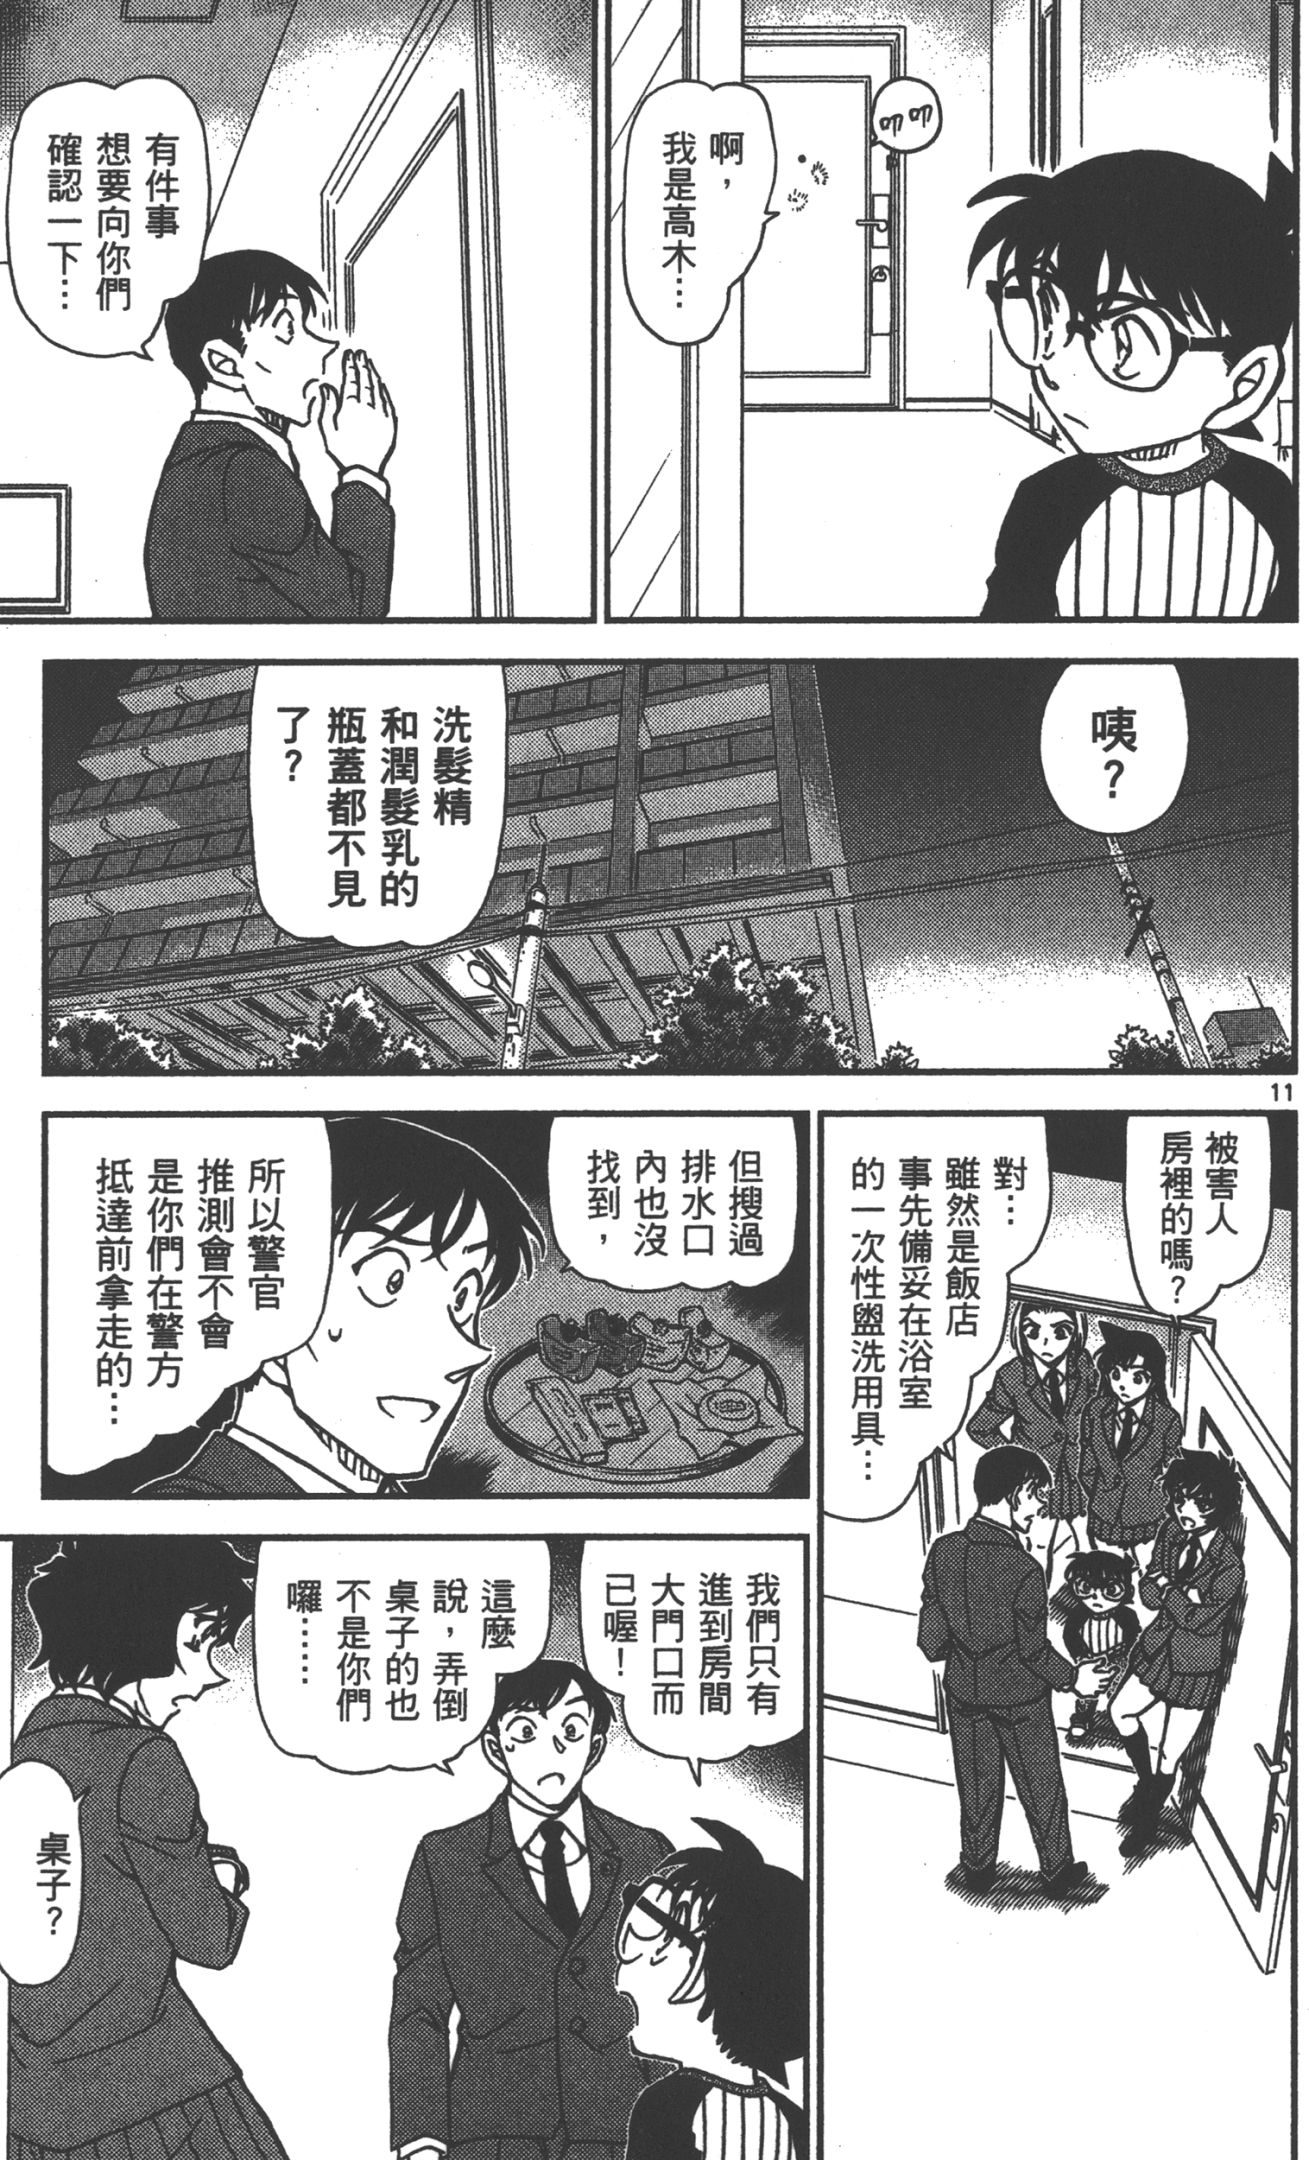 叩叩
啊，
我是高木…
有件事
想要向你們
確認一下…
咦？
洗髮精
和潤髮乳的
瓶蓋都不見
了？
11
被害人
房裡的嗎？
對…
雖然是飯店
事先備妥在浴室
的一次性盥洗用具…
但搜過
排水口
內也沒
找到，
所以警官
推測會不會
是你們在警方
抵達前拿走的…
我們只有
進到房間
大門口而
已喔！
這麼
說，弄倒
桌子的也
不是你們
囉……
桌子？